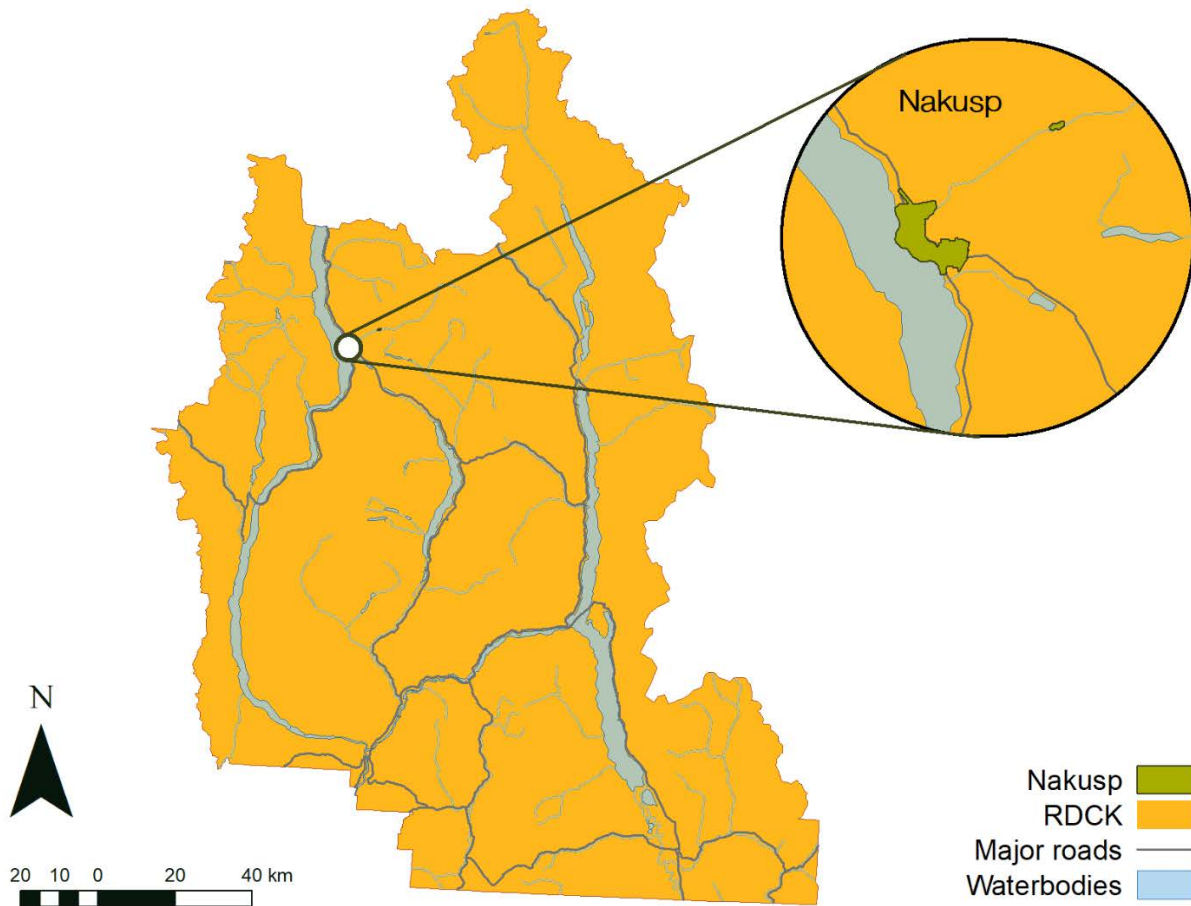 Nakusp
N
20 10 0 20 40 km
Nakusp
RDCK
Major roads
Waterbodies